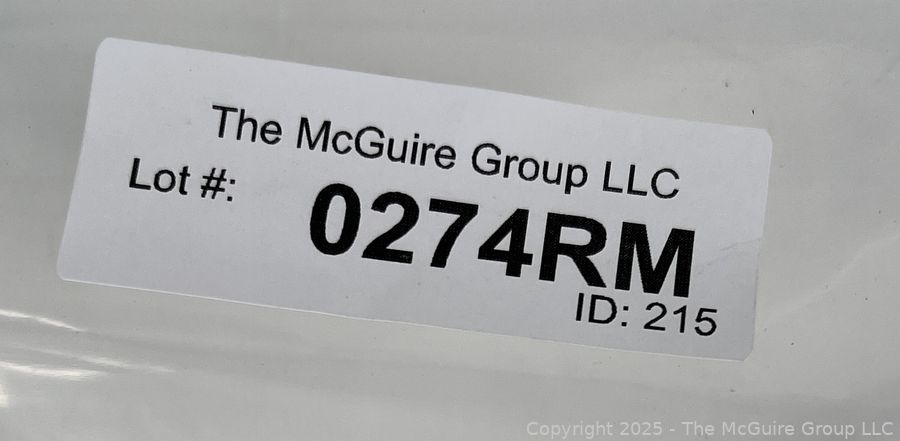 The McGuire Group LLC
Lot #:
0274RM
ID: 215
Copyright 2025 - The McGuire Group LLC